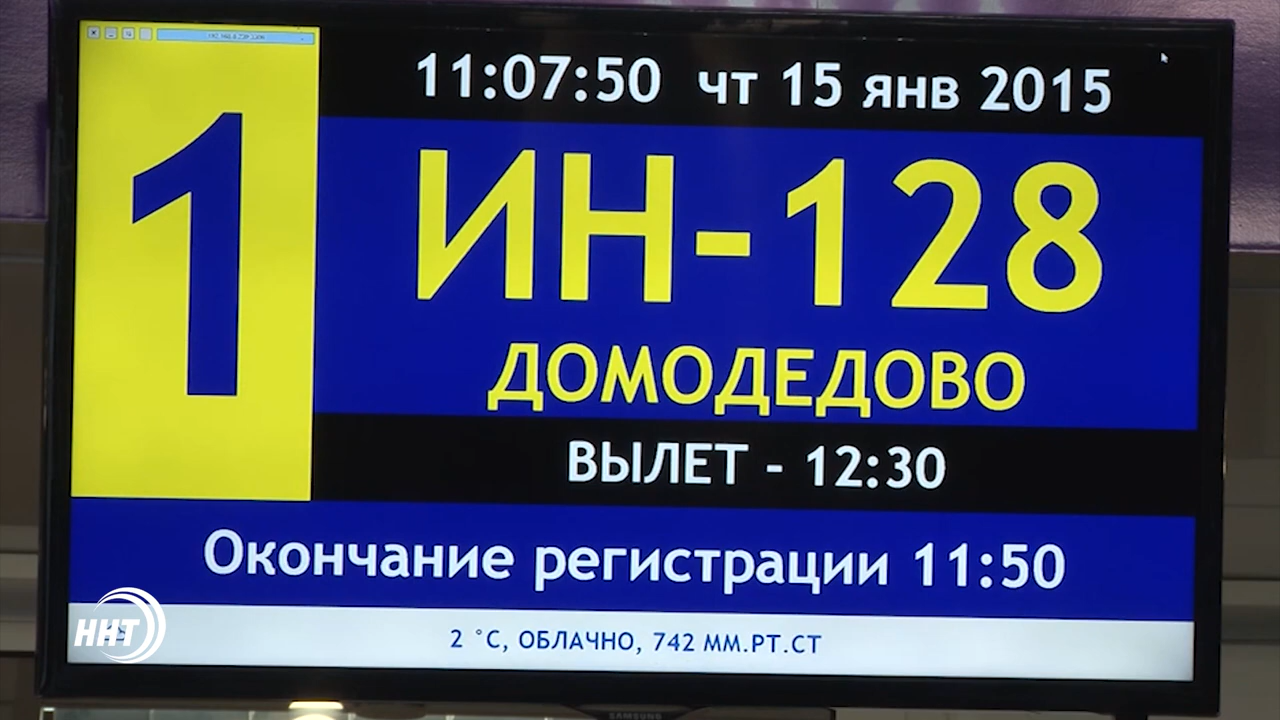 1
11:07:50 чт 15 янв 2015
ИН-128
ДОМОДЕДОВО
ВЫЛЕТ - 12:30
Окончание регистрации 11:50
2 °С, ОБЛАЧНО, 742 ММ.РТ.СТ
ННТ
SAMSUNG